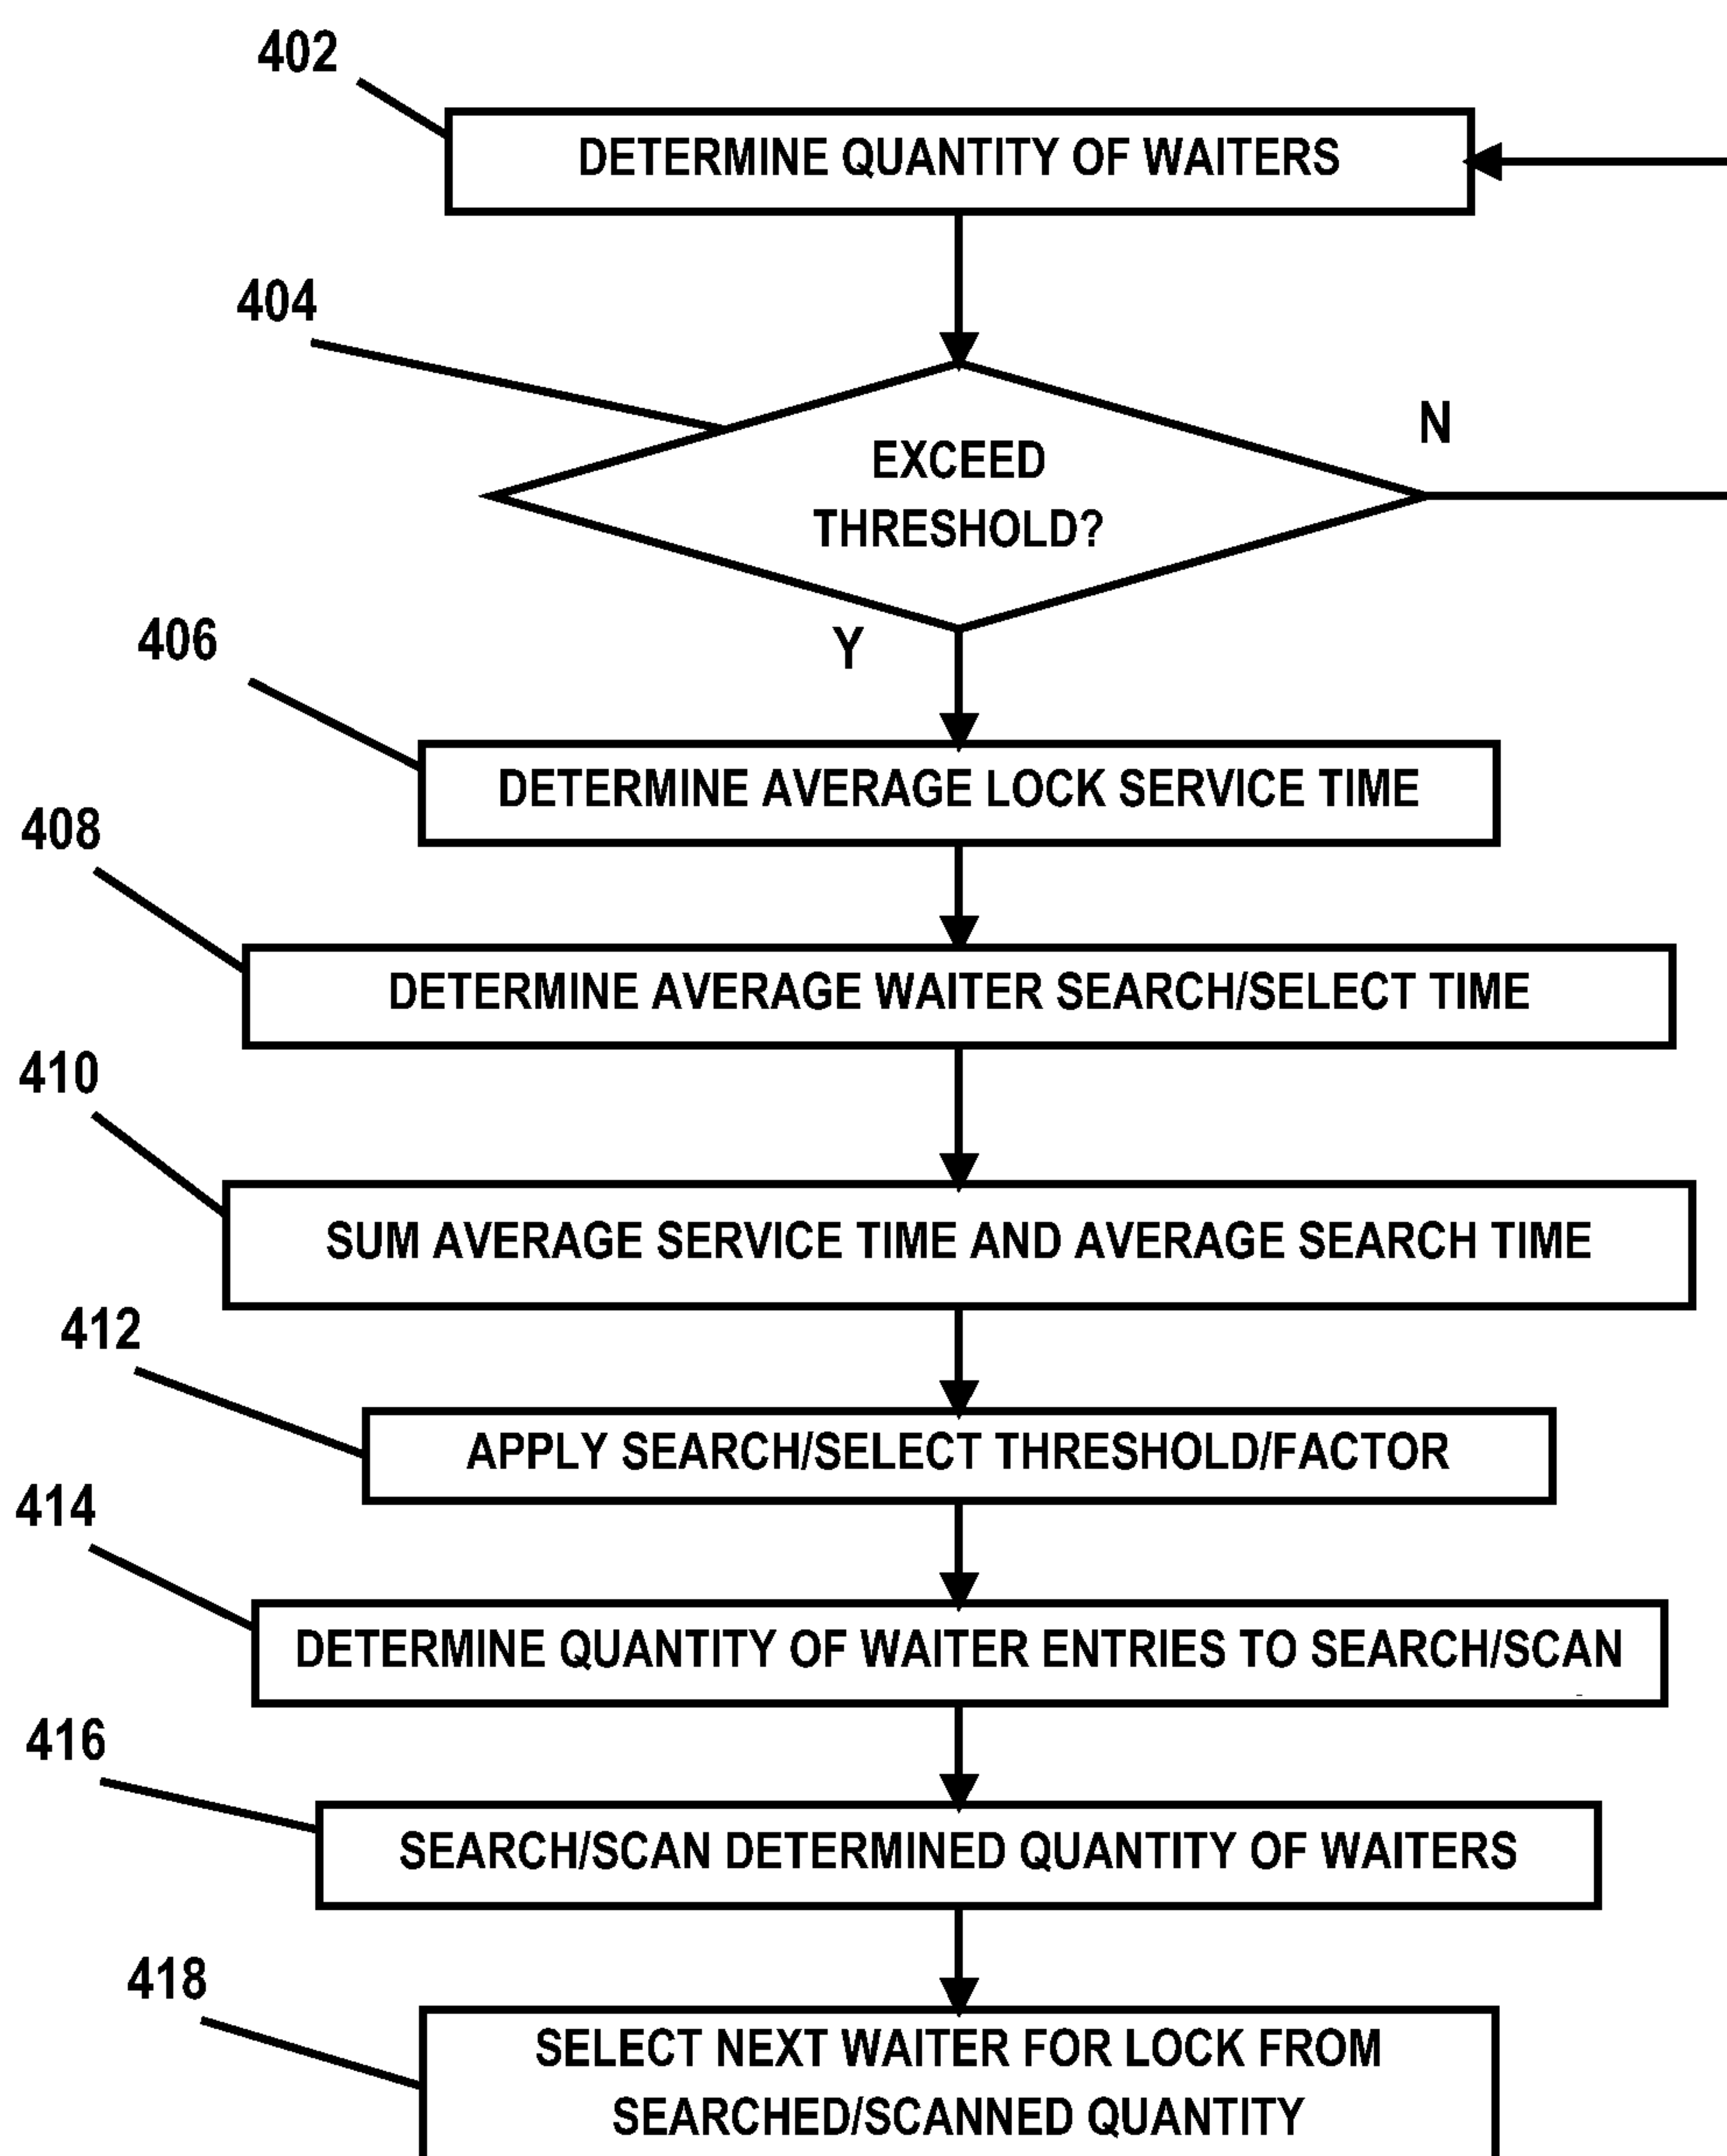 402
DETERMINE QUANTITY OF WAITERS
404
N
EXCEED
THRESHOLD?
406
Y
DETERMINE AVERAGE LOCK SERVICE TIME
408
DETERMINE AVERAGE WAITER SEARCH/SELECT TIME
410
SUM AVERAGE SERVICE TIME AND AVERAGE SEARCH TIME
412
APPLY SEARCH/SELECT THRESHOLD/FACTOR
414
DETERMINE QUANTITY OF WAITER ENTRIES TO SEARCH/SCAN
416
SEARCH/SCAN DETERMINED QUANTITY OF WAITERS
418
SELECT NEXT WAITER FOR LOCK FROM
SEARCHED/SCANNED QUANTITY